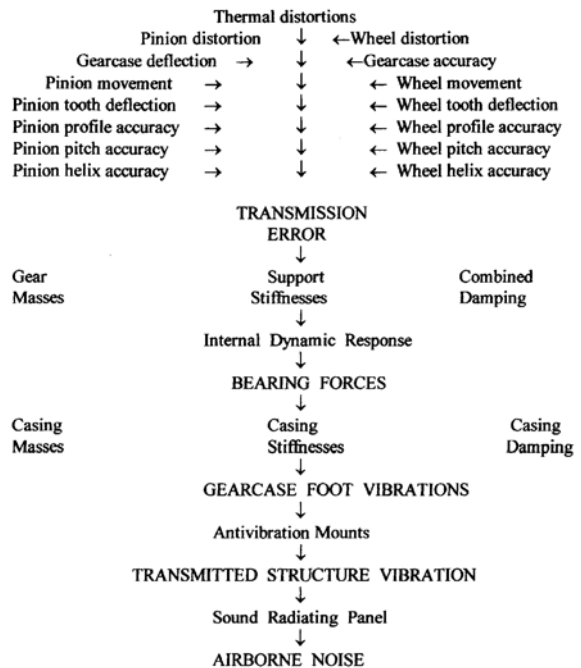 Thermal distortions
Pinion distortion ↓ ←Wheel distortion
Gearcase deflection → ↓ ←Gearcase accuracy
Pinion movement → ↓ ← Wheel movement
Pinion tooth deflection → ↓ ← Wheel tooth deflection
Pinion profile accuracy → ↓ ← Wheel profile accuracy
Pinion pitch accuracy → ↓ ← Wheel pitch accuracy
Pinion helix accuracy → ↓ ← Wheel helix accuracy
TRANSMISSION
ERROR
↓
Gear Support Combined
Masses Stiffnesses Damping
↓
Internal Dynamic Response
↓
BEARING FORCES
↓
Casing Casing Casing
Masses Stiffnesses Damping
↓
GEARCASE FOOT VIBRATIONS
↓
Antivibration Mounts
↓
TRANSMITTED STRUCTURE VIBRATION
↓
Sound Radiating Panel
↓
AIRBORNE NOISE